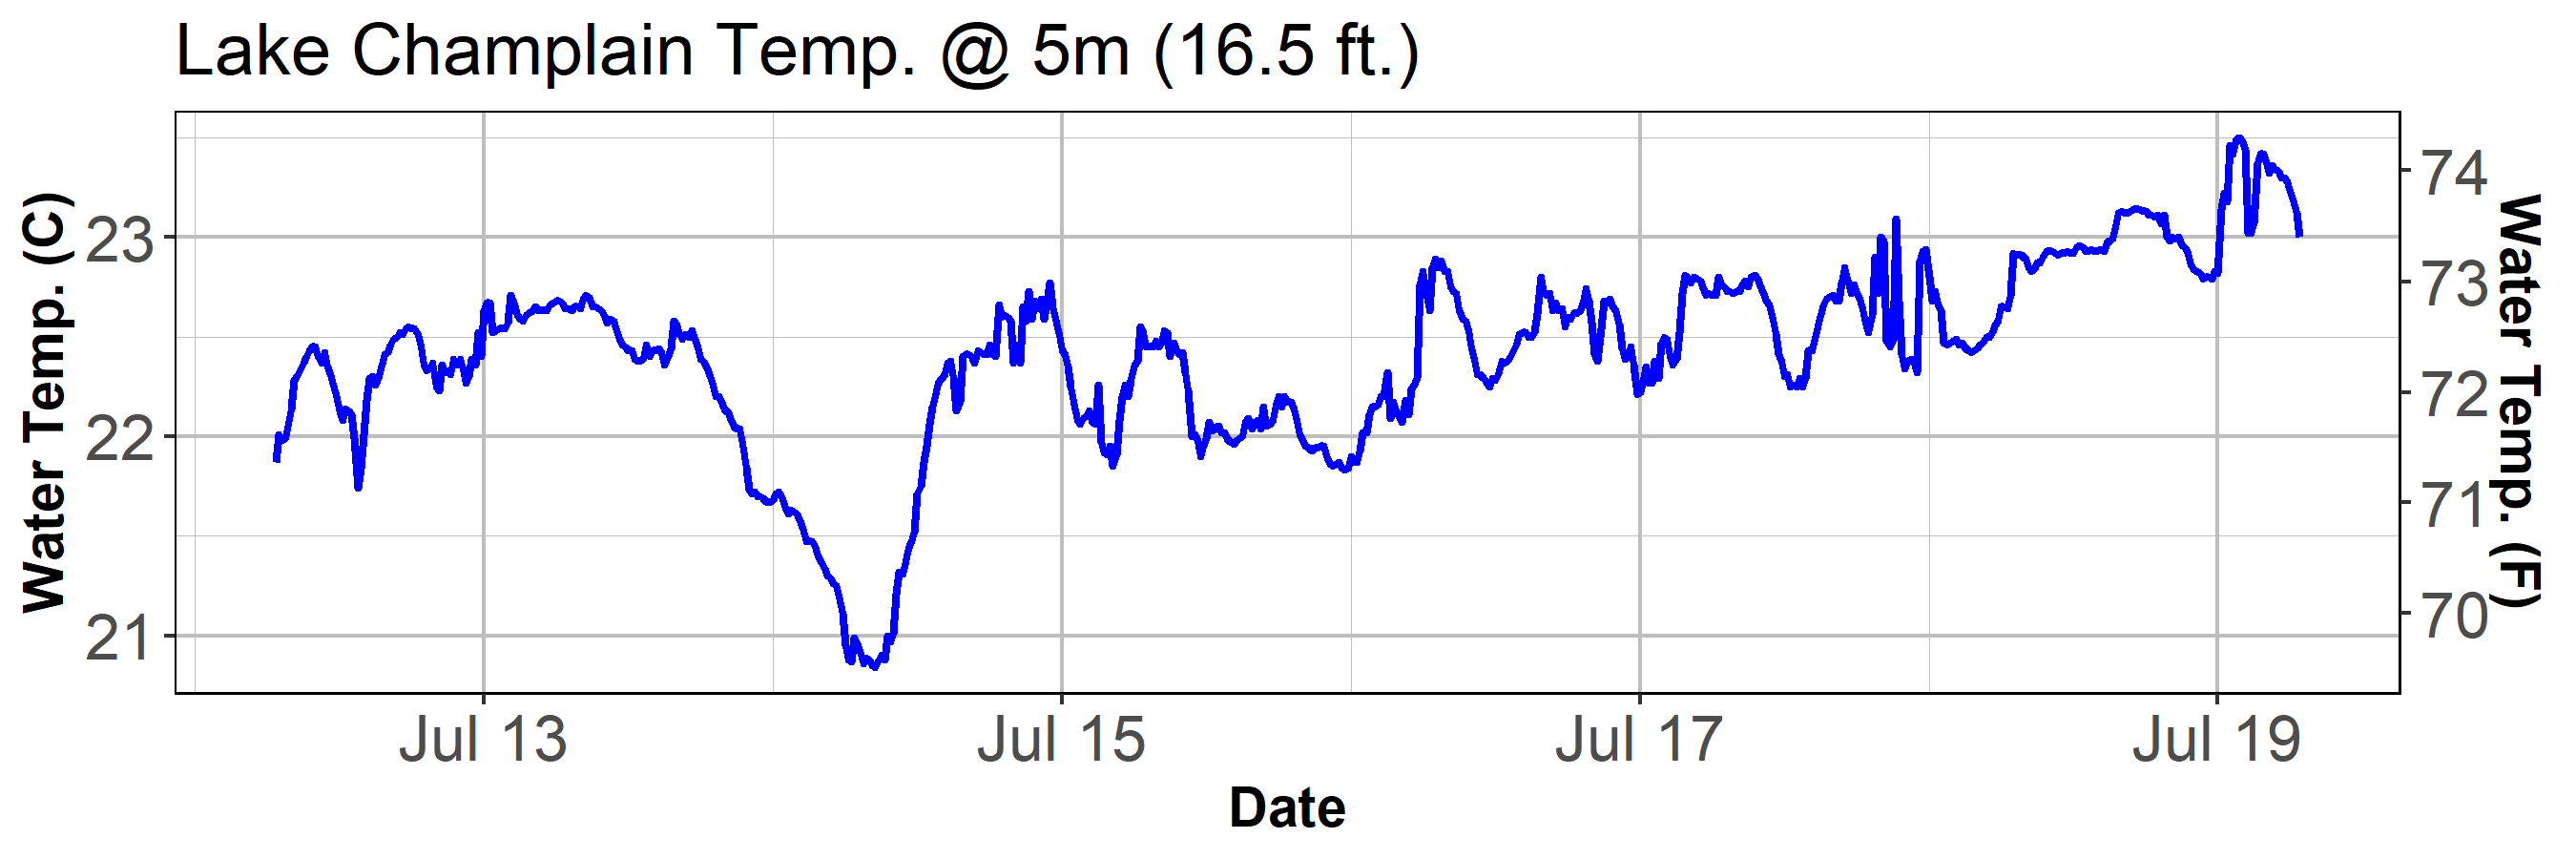 Lake Champlain Temp. @ 5m (16.5 ft.)
Water Temp. (C)
23
22
21
74
73
72
71
70
Water Temp. (F)
Jul 13
Jul 15
Jul 17
Jul 19
Date